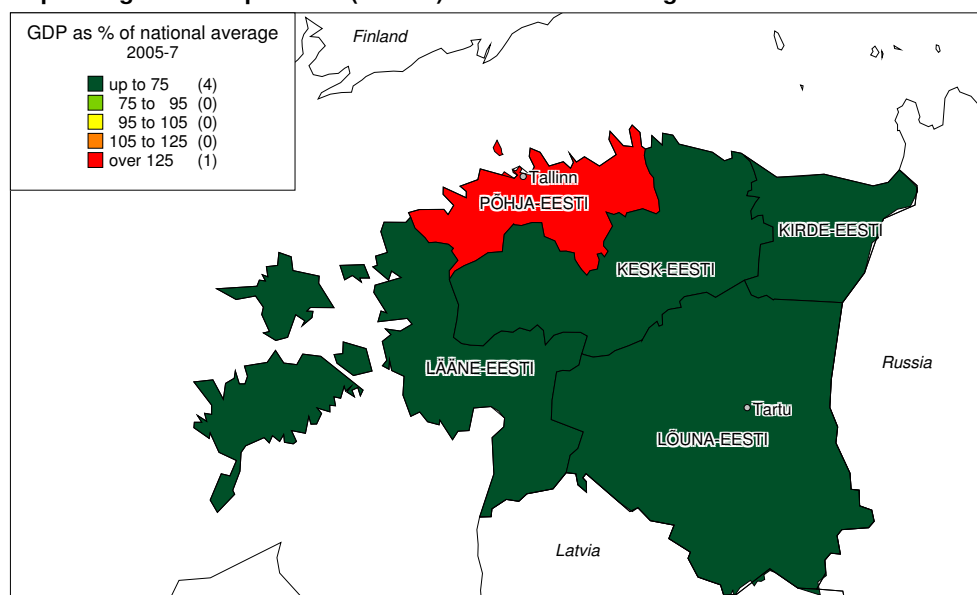 GDP as % of national average
2005-7
up to 75 (4)
75 to 95 (0)
95 to 105 (0)
105 to 125 (0)
over 125 (1)
Finland
Tallinn
PÕHJA-EESTI
KIRDE-EESTI
KESK-EESTI
LÄÄNE-EESTI
Russia
Tartu
LÕUNA-EESTI
Latvia